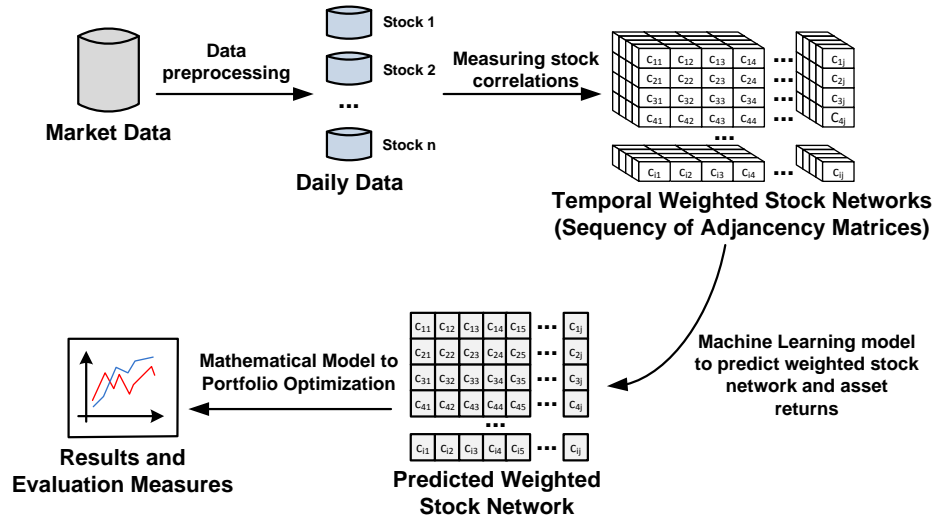 Market Data
Data
preprocessing
Stock 1
Stock 2
...
Stock n
Daily Data
Measuring stock
correlations
C11 C12 C13 C14 ... C1j
C21 C22 C23 C24 ... C2j
C31 C32 C33 C34 ... C3j
C41 C42 C43 C44 ... C4j
...
Ci1 Ci2 Ci3 Ci4 ... Cij
Temporal Weighted Stock Networks
(Sequency of Adjancency Matrices)
Machine Learning model
to predict weighted stock
network and asset
returns
C11 C12 C13 C14 C15 ... C1j
C21 C22 C23 C24 C25 ... C2j
C31 C32 C33 C34 C35 ... C3j
C41 C42 C43 C44 C45 ... C4j
...
Ci1 Ci2 Ci3 Ci4 Ci5 ... Cij
Predicted Weighted
Stock Network
Mathematical Model to
Portfolio Optimization
Results and
Evaluation Measures